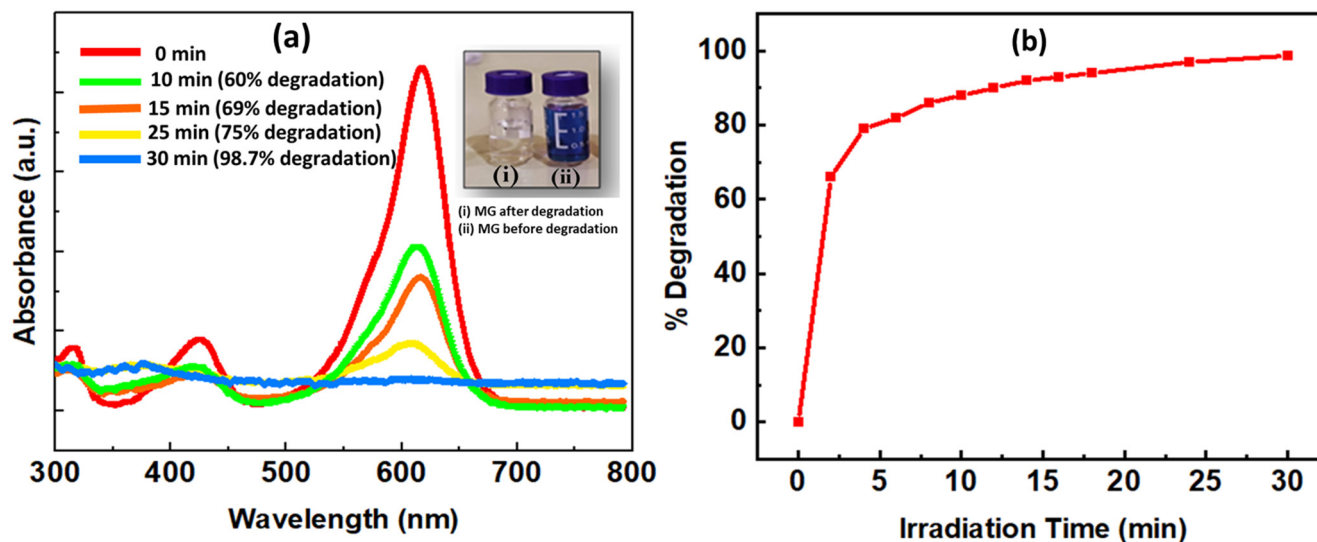 (a)
0 min
10 min (60% degradation)
15 min (69% degradation)
25 min (75% degradation)
30 min (98.7% degradation)
E
(i)
(ii)
(i) MG after degradation
(ii) MG before degradation
Absorbance (a.u.)
300 400 500 600 700 800
Wavelength (nm)
(b)
% Degradation
100
80
60
40
20
0
0 5 10 15 20 25 30
Irradiation Time (min)